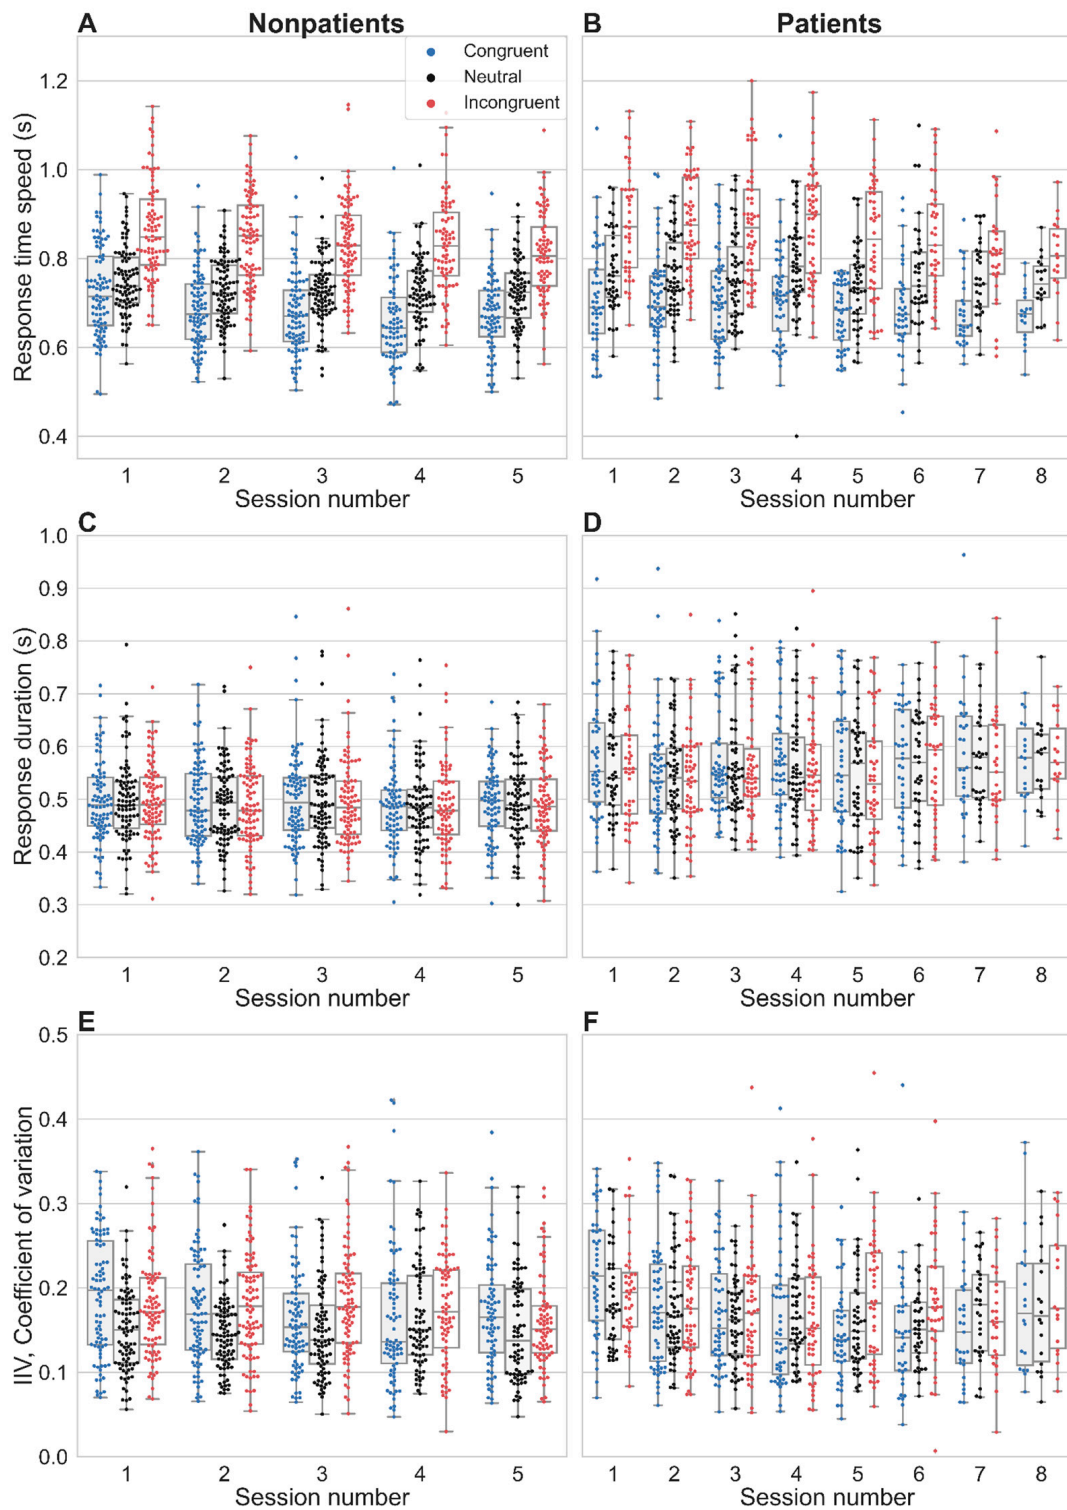 A Nonpatients
B Patients
Congruent
Neutral
Incongruent
Response time speed (s)
1.2
1.0
0.8
0.6
0.4
1 2 3 4 5
Session number
1 2 3 4 5 6 7 8
Session number
C
D
Response duration (s)
1.0
0.9
0.8
0.7
0.6
0.5
0.4
0.3
0.2
1 2 3 4 5
Session number
1 2 3 4 5 6 7 8
Session number
E
F
IIV, Coefficient of variation
0.5
0.4
0.3
0.2
0.1
0.0
1 2 3 4 5
Session number
1 2 3 4 5 6 7 8
Session number